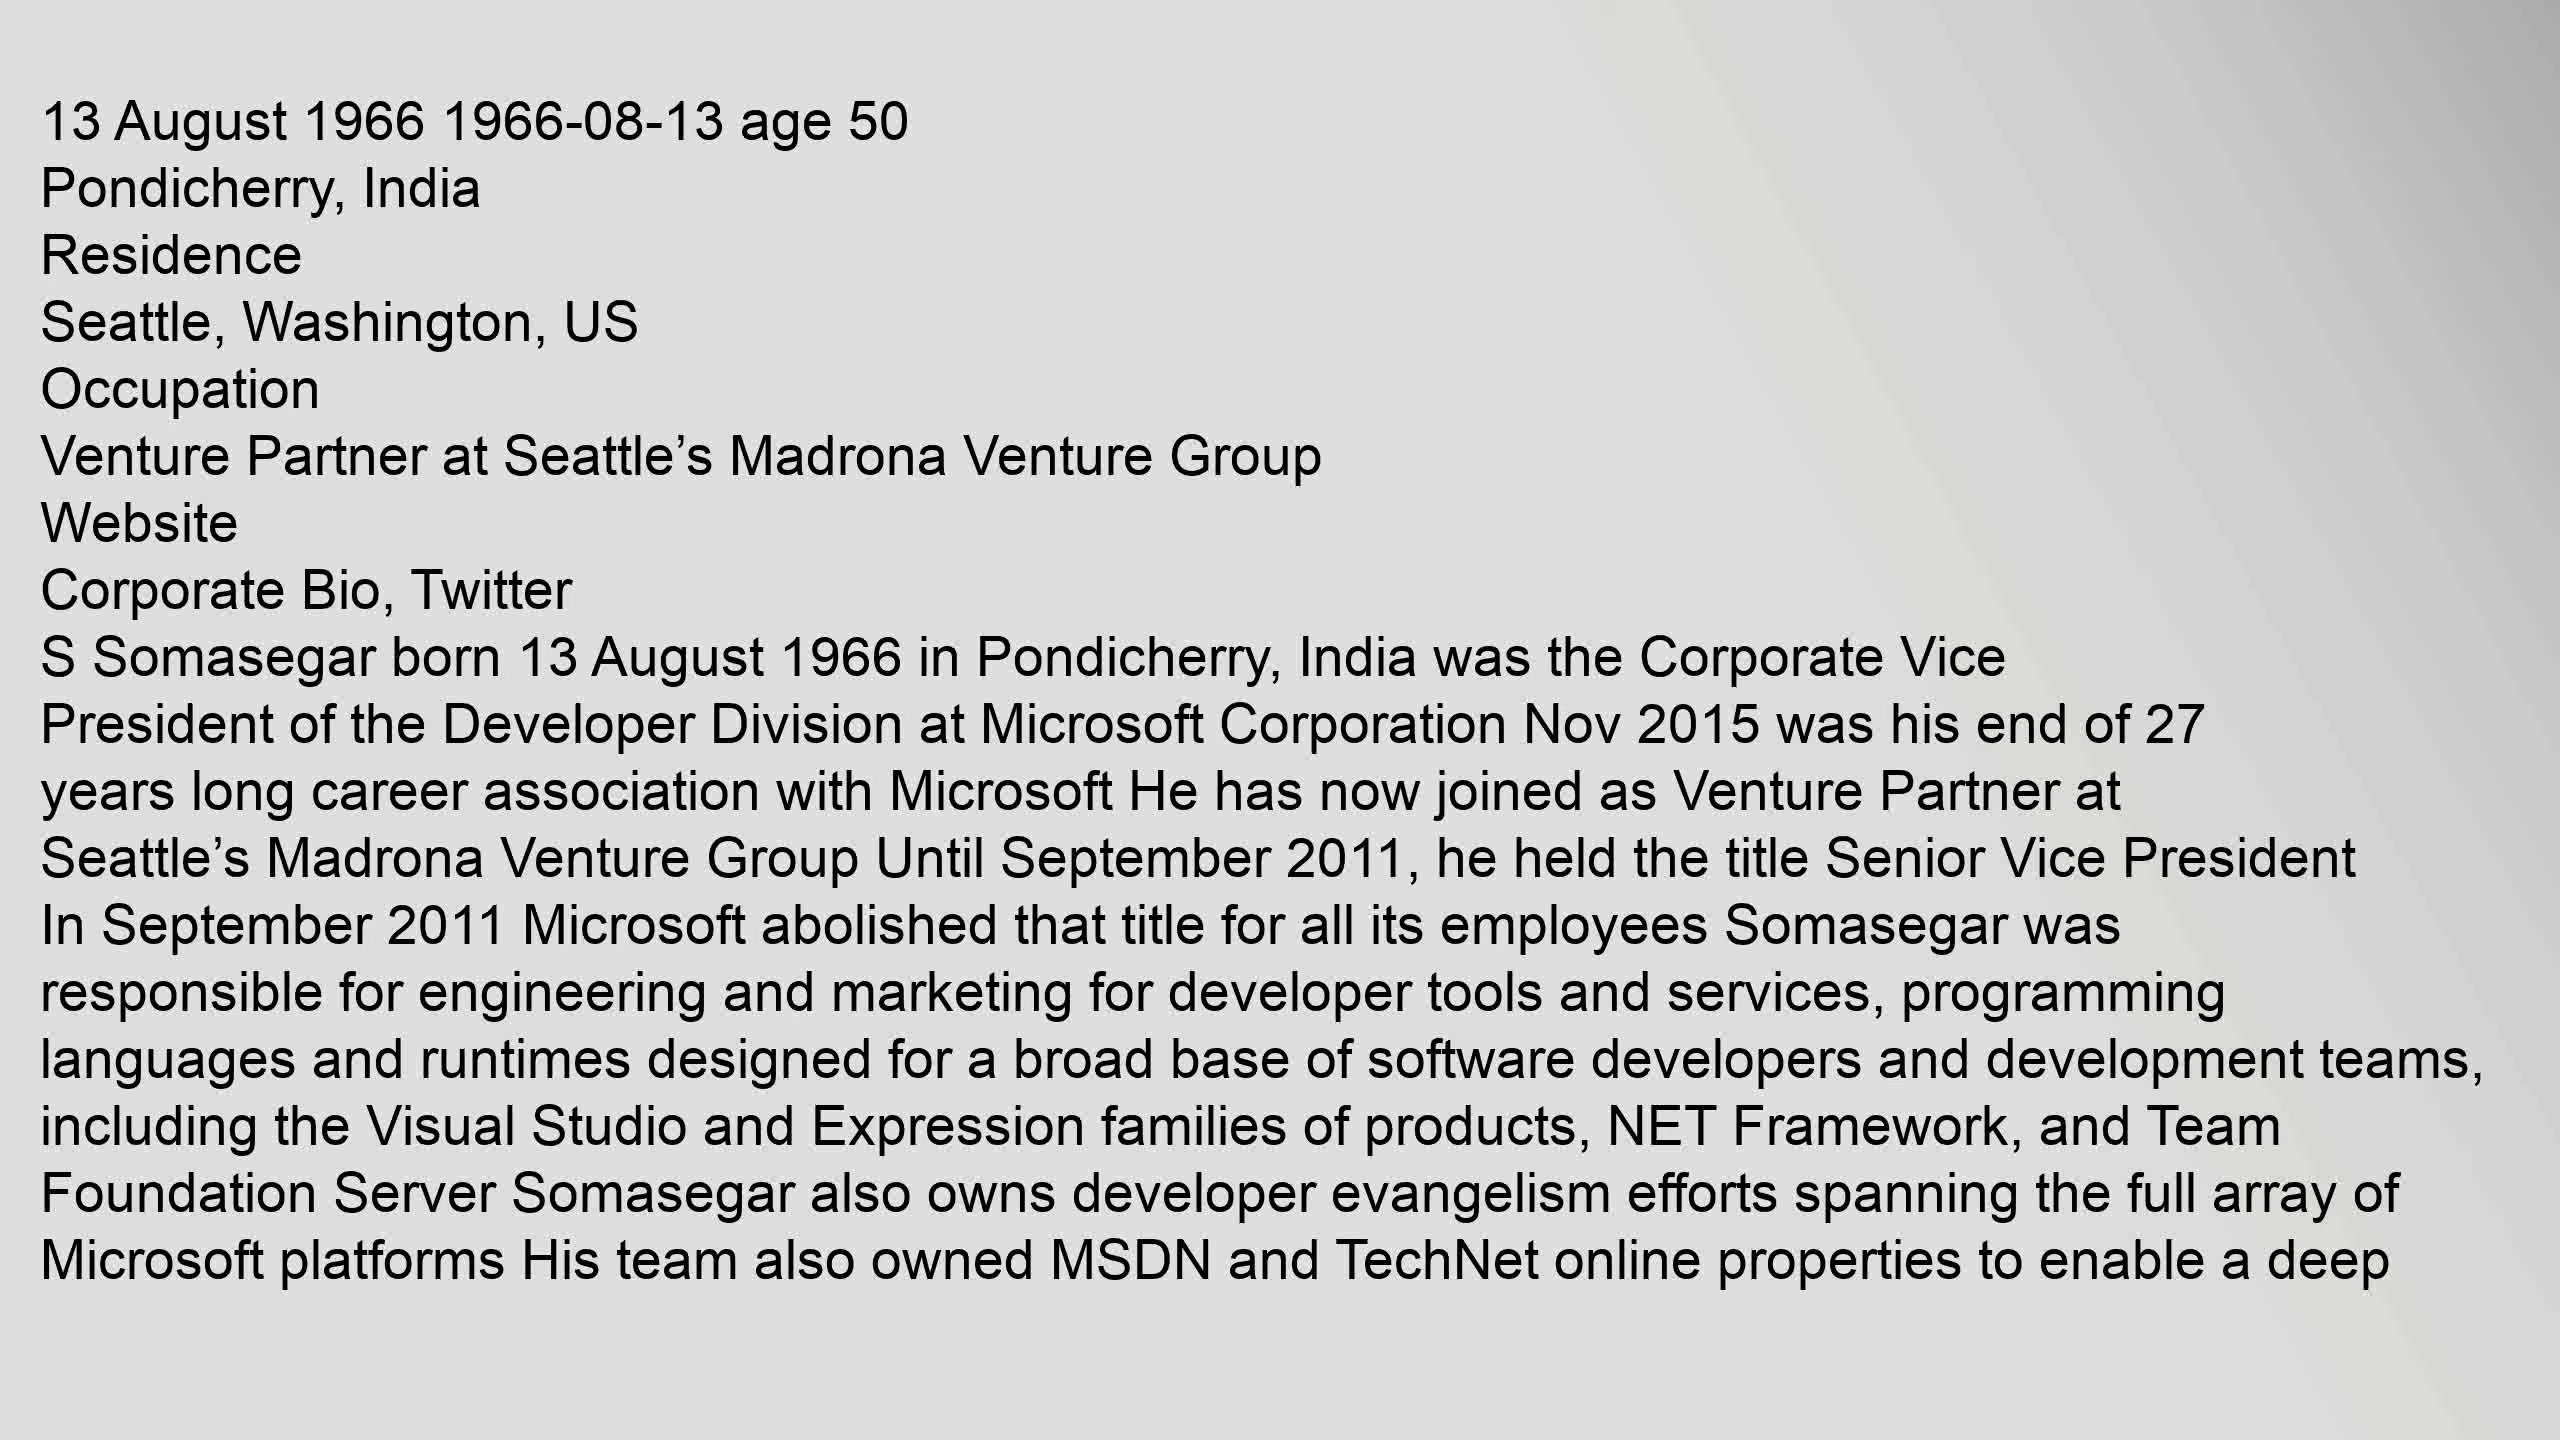 13 August 1966 1966-08-13 age 50
Pondicherry, India
Residence
Seattle, Washington, US
Occupation
Venture Partner at Seattle’s Madrona Venture Group
Website
Corporate Bio, Twitter
S Somasegar born 13 August 1966 in Pondicherry, India was the Corporate Vice
President of the Developer Division at Microsoft Corporation Nov 2015 was his end of 27
years long career association with Microsoft He has now joined as Venture Partner at
Seattle’s Madrona Venture Group Until September 2011, he held the title Senior Vice President
In September 2011 Microsoft abolished that title for all its employees Somasegar was
responsible for engineering and marketing for developer tools and services, programming
languages and runtimes designed for a broad base of software developers and development teams,
including the Visual Studio and Expression families of products, NET Framework, and Team
Foundation Server Somasegar also owns developer evangelism efforts spanning the full array of
Microsoft platforms His team also owned MSDN and TechNet online properties to enable a deep